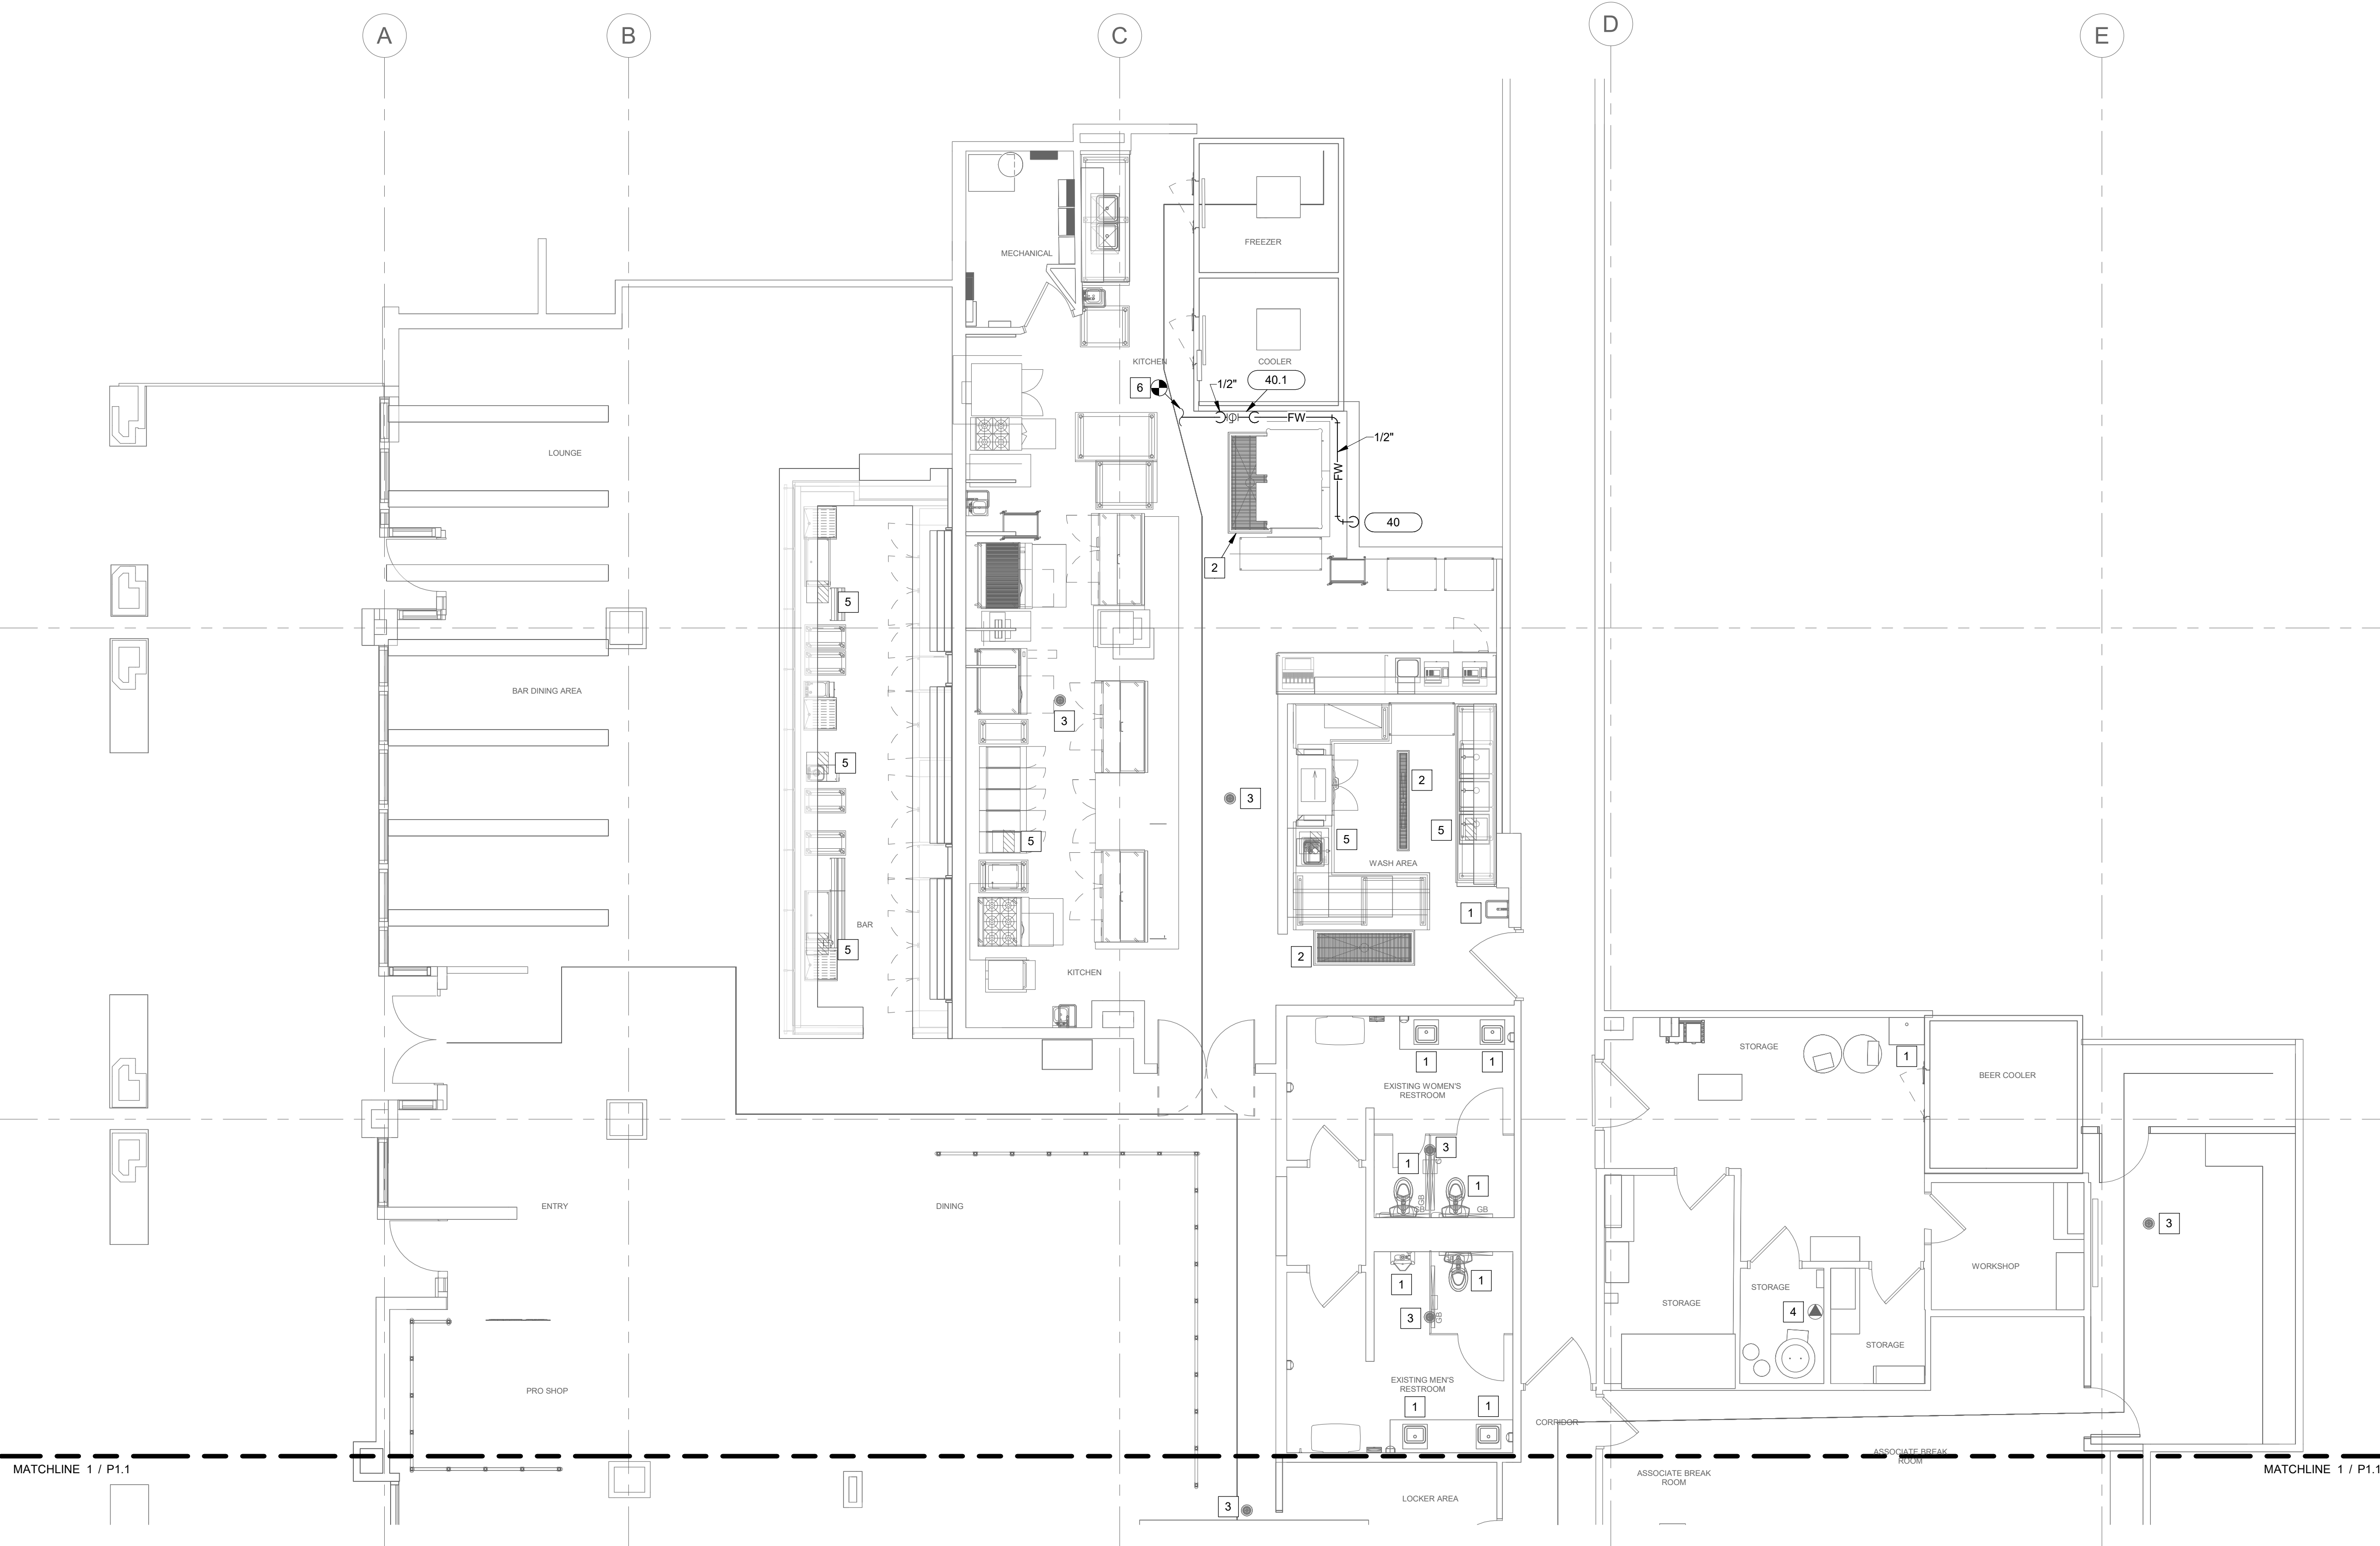 A
B
C
D
E
MECHANICAL
FREEZER
KITCHEN
COOLER
6
1/2"
40.1
FW
1/2"
FW
LOUNGE
40
2
5
BAR DINING AREA
3
5
2
3
5
5
5
WASH AREA
1
BAR
5
2
KITCHEN
STORAGE
1
1
1
BEER COOLER
EXISTING WOMEN'S
RESTROOM
3
1
1
GB
GB
GB
ENTRY
DINING
3
WORKSHOP
1
1
STORAGE
STORAGE
4
3
GB
STORAGE
PRO SHOP
EXISTING MEN'S
RESTROOM
1
1
CORRIDOR
ASSOCIATE BREAK
ROOM
MATCHLINE 1 / P1.1
MATCHLINE 1 / P1.1
ASSOCIATE BREAK
ROOM
LOCKER AREA
3